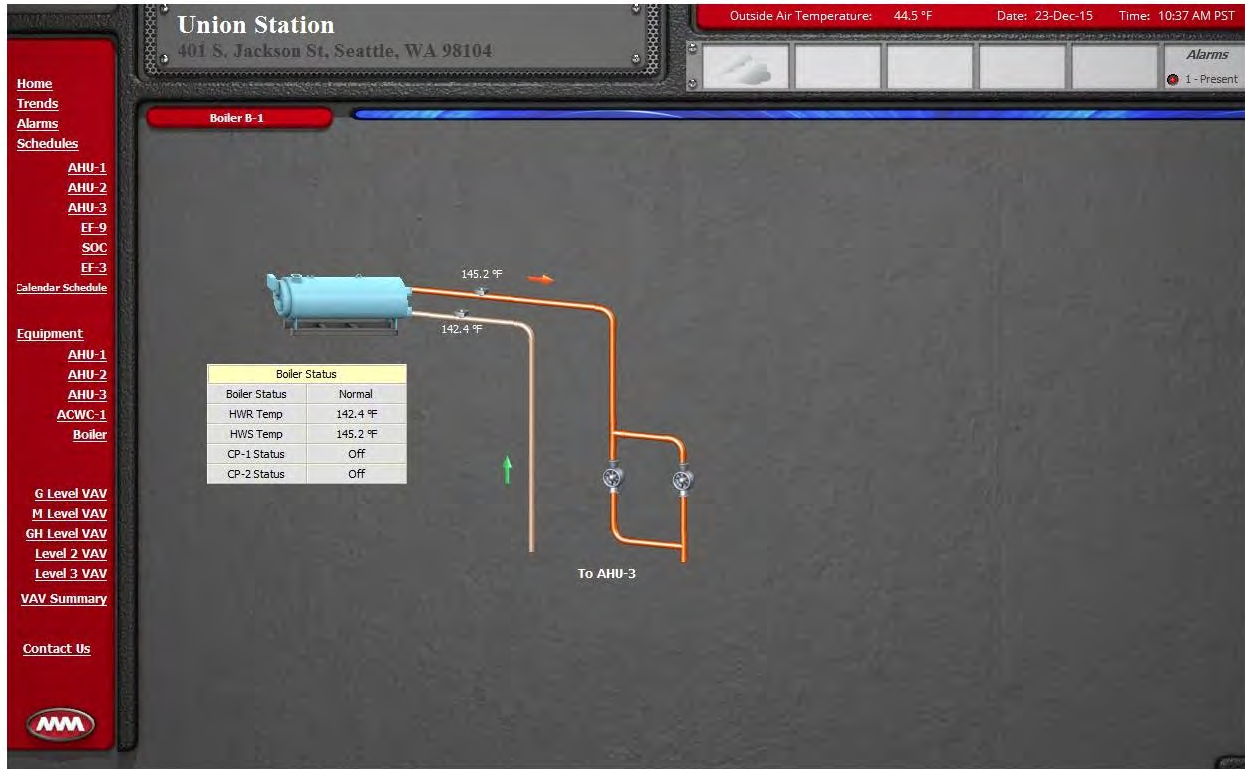 Union Station
401 S. Jackson St, Seattle, WA 98104
Outside Air Temperature: 44.5 °F Date: 23-Dec-15 Time: 10:37 AM PST
Alarms
1 - Present
Home
Trends
Alarms
Schedules
AHU-1
AHU-2
AHU-3
EF-9
SOC
EF-3
Calendar Schedule
Equipment
AHU-1
AHU-2
AHU-3
ACWC-1
Boiler
G Level VAV
M Level VAV
GH Level VAV
Level 2 VAV
Level 3 VAV
VAV Summary
Contact Us
Boiler B-1
145.2 °F
142.4 °F
Boiler Status
Boiler Status Normal
HWR Temp 142.4 °F
HWS Temp 145.2 °F
CP-1 Status Off
CP-2 Status Off
To AHU-3